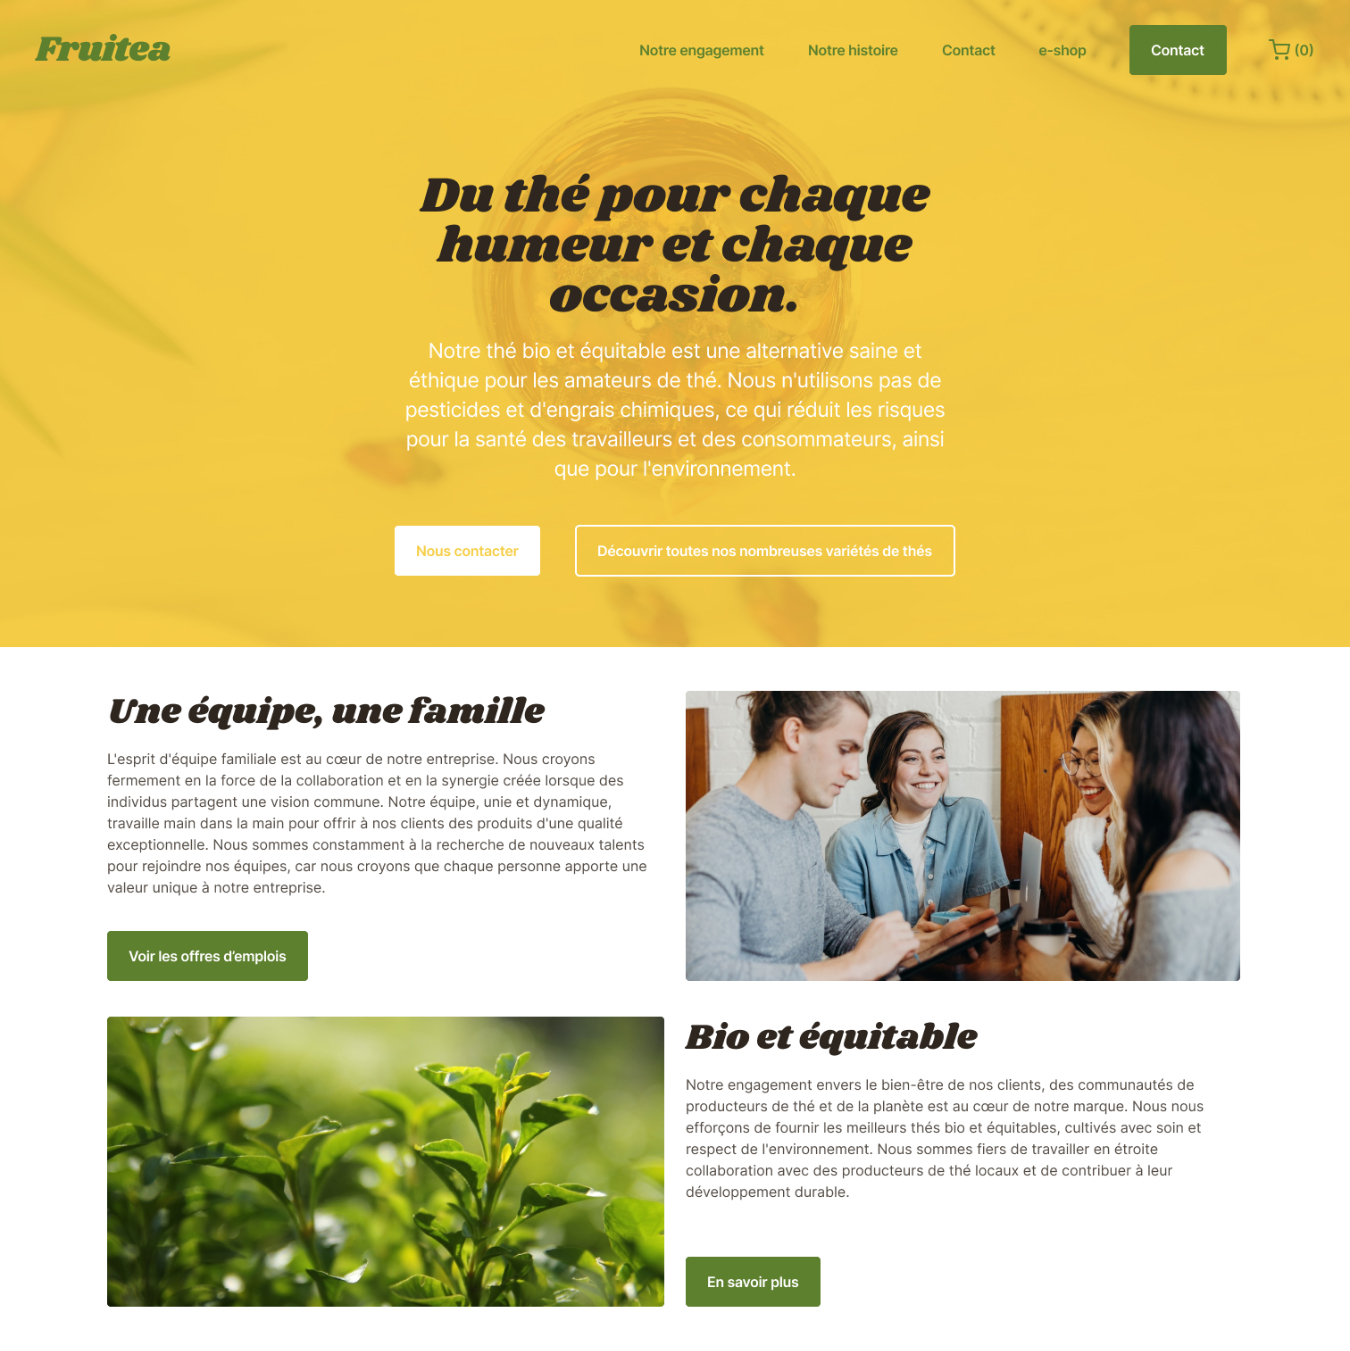 Fruitea
Notre engagement
Notre histoire
Contact
e-shop
Contact
(0)
Du thé pour chaque
humeur et chaque
occasion.
Notre thé bio et équitable est une alternative saine et
éthique pour les amateurs de thé. Nous n'utilisons pas de
pesticides et d'engrais chimiques, ce qui réduit les risques
pour la santé des travailleurs et des consommateurs, ainsi
que pour l'environnement.
Nous contacter
Découvrir toutes nos nombreuses variétés de thés
Une équipe, une famille
L'esprit d'équipe familiale est au cœur de notre entreprise. Nous croyons
fermement en la force de la collaboration et en la synergie créée lorsque des
individus partagent une vision commune. Notre équipe, unie et dynamique,
travaille main dans la main pour offrir à nos clients des produits d'une qualité
exceptionnelle. Nous sommes constamment à la recherche de nouveaux talents
pour rejoindre nos équipes, car nous croyons que chaque personne apporte une
valeur unique à notre entreprise.
Voir les offres d’emplois
Bio et équitable
Notre engagement envers le bien-être de nos clients, des communautés de
producteurs de thé et de la planète est au cœur de notre marque. Nous nous
efforçons de fournir les meilleurs thés bio et équitables, cultivés avec soin et
respect de l'environnement. Nous sommes fiers de travailler en étroite
collaboration avec des producteurs de thé locaux et de contribuer à leur
développement durable.
En savoir plus